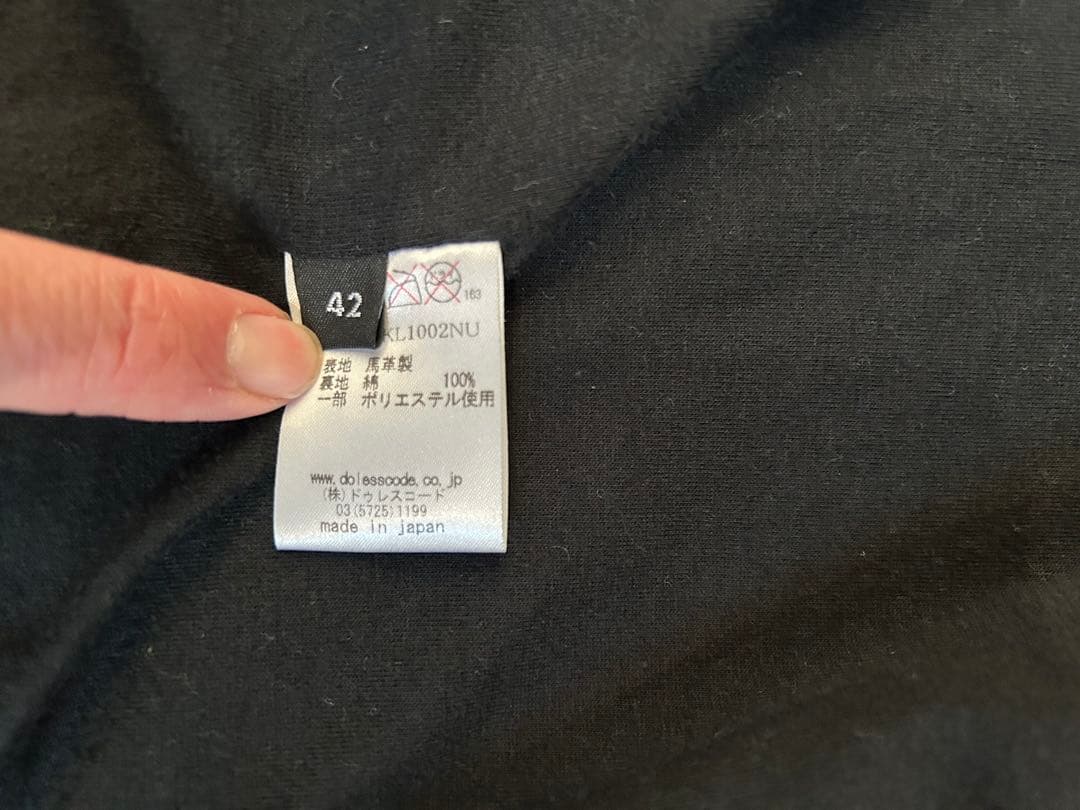 42
163
KL1002NU
表地 馬革製
裏地 綿 100%
一部 ポリエステル使用
www.dolesscode.co.jp
(株)ドゥレスコード
03(5725)1199
made in japan